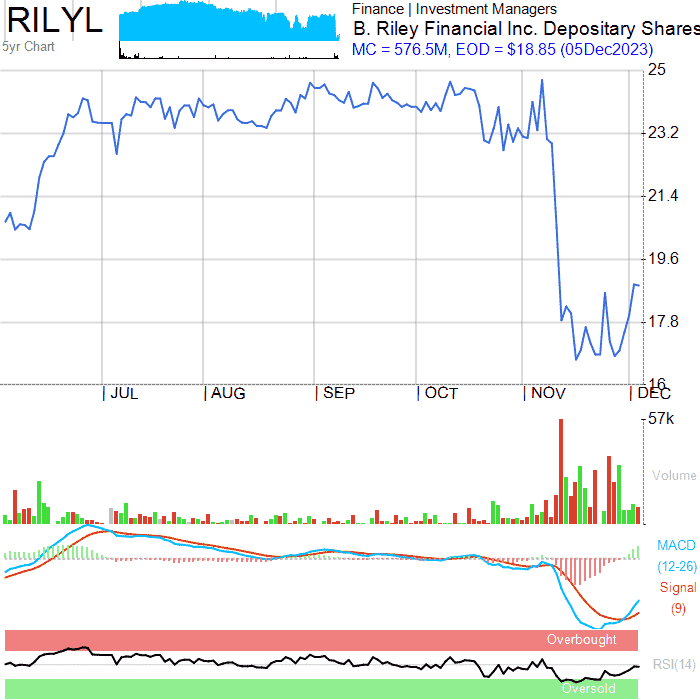 RILYL
5yr Chart
Finance | Investment Managers
B. Riley Financial Inc. Depositary Shares
MC = 576.5M, EOD = $18.85 (05Dec2023)
25
23.2
21.4
19.6
17.8
16
| JUL | AUG | SEP | OCT | NOV | DEC
57k
Volume
MACD
(12-26)
Signal
(9)
Overbought
RSI(14)
Oversold